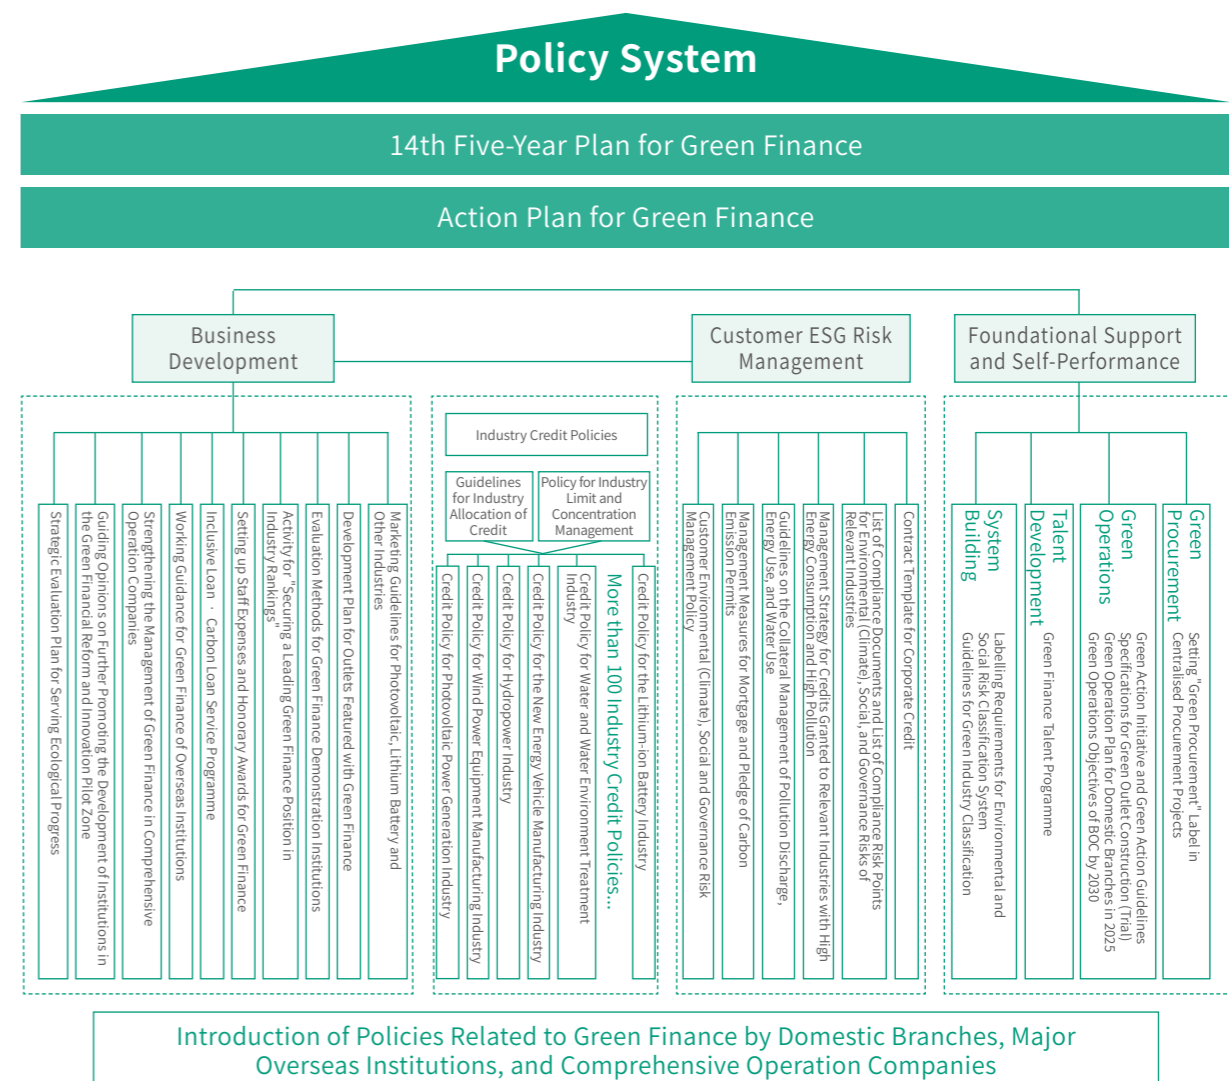 Policy System
14th Five-Year Plan for Green Finance
Action Plan for Green Finance
Business
Development
Customer ESG Risk
Management
Foundational Support
and Self-Performance
Strategic Evaluation Plan for Serving Ecological Progress
Guiding Opinions on Further Promoting the Development of Institutions in
the Green Financial Reform and Innovation Pilot Zone
Strengthening the Management of Green Finance in Comprehensive
Operation Companies
Working Guidance for Green Finance of Overseas Institutions
Inclusive Loan · Carbon Loan Service Programme
Setting up Staff Expenses and Honorary Awards for Green Finance
Activity for "Securing a Leading Green Finance Position in
Industry Rankings"
Evaluation Methods for Green Finance Demonstration Institutions
Development Plan for Outlets Featured with Green Finance
Marketing Guidelines for Photovoltaic, Lithium Battery and
Other Industries
Industry Credit Policies
Guidelines
for Industry
Allocation of
Credit
Policy for Industry
Limit and
Concentration
Management
Credit Policy for Photovoltaic Power Generation Industry
Credit Policy for Wind Power Equipment Manufacturing Industry
Credit Policy for Hydropower Industry
Credit Policy for the New Energy Vehicle Manufacturing Industry
Credit Policy for Water and Water Environment Treatment
Industry
More than 100 Industry Credit Policies...
Credit Policy for the Lithium-ion Battery Industry
Customer Environmental (Climate), Social and Governance Risk
Management Policy
Management Measures for Mortgage and Pledge of Carbon
Emission Permits
Guidelines on the Collateral Management of Pollution Discharge,
Energy Use, and Water Use
Management Strategy for Credits Granted to Relevant Industries with High
Energy Consumption and High Pollution
List of Compliance Documents and List of Compliance Risk Points
for Environmental (Climate), Social, and Governance Risks of
Relevant Industries
Contract Template for Corporate Credit
System
Building
Labelling Requirements for Environmental and
Social Risk Classification System
Guidelines for Green Industry Classification
Talent
Development
Green Finance Talent Programme
Green
Operations
Green Action Initiative and Green Action Guidelines
Specifications for Green Outlet Construction (Trial)
Green Operation Plan for Domestic Branches in 2025
Green Operations Objectives of BOC by 2030
Green
Procurement
Setting "Green Procurement" Label in
Centralised Procurement Projects
Introduction of Policies Related to Green Finance by Domestic Branches, Major
Overseas Institutions, and Comprehensive Operation Companies